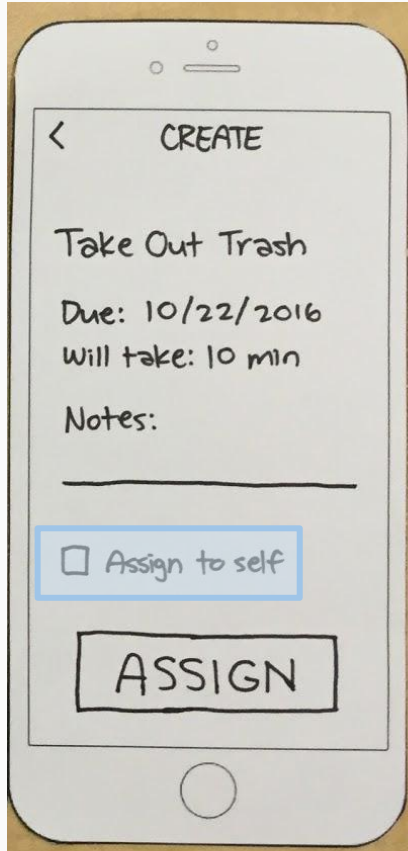 < CREATE
Take Out Trash
Due: 10/22/2016
Will take: 10 min
Notes:
Assign to self
ASSIGN